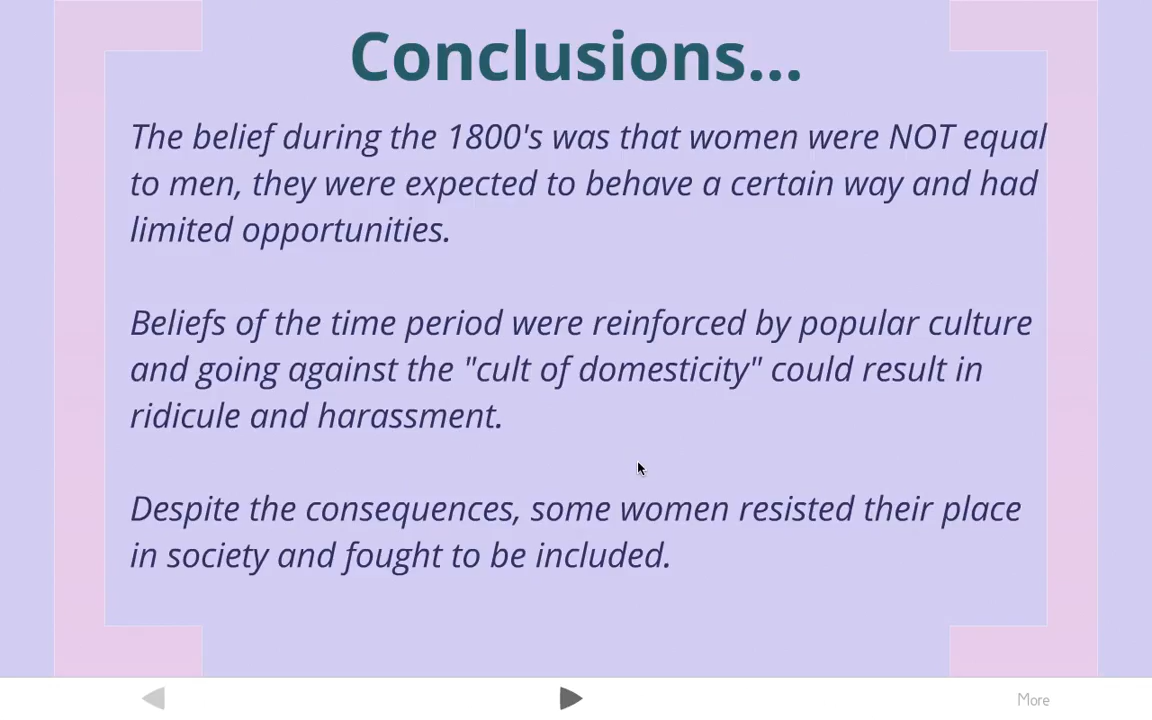 Conclusions...
The belief during the 1800's was that women were NOT equal
to men, they were expected to behave a certain way and had
limited opportunities.
Beliefs of the time period were reinforced by popular culture
and going against the "cult of domesticity" could result in
ridicule and harassment.
Despite the consequences, some women resisted their place
in society and fought to be included.
More